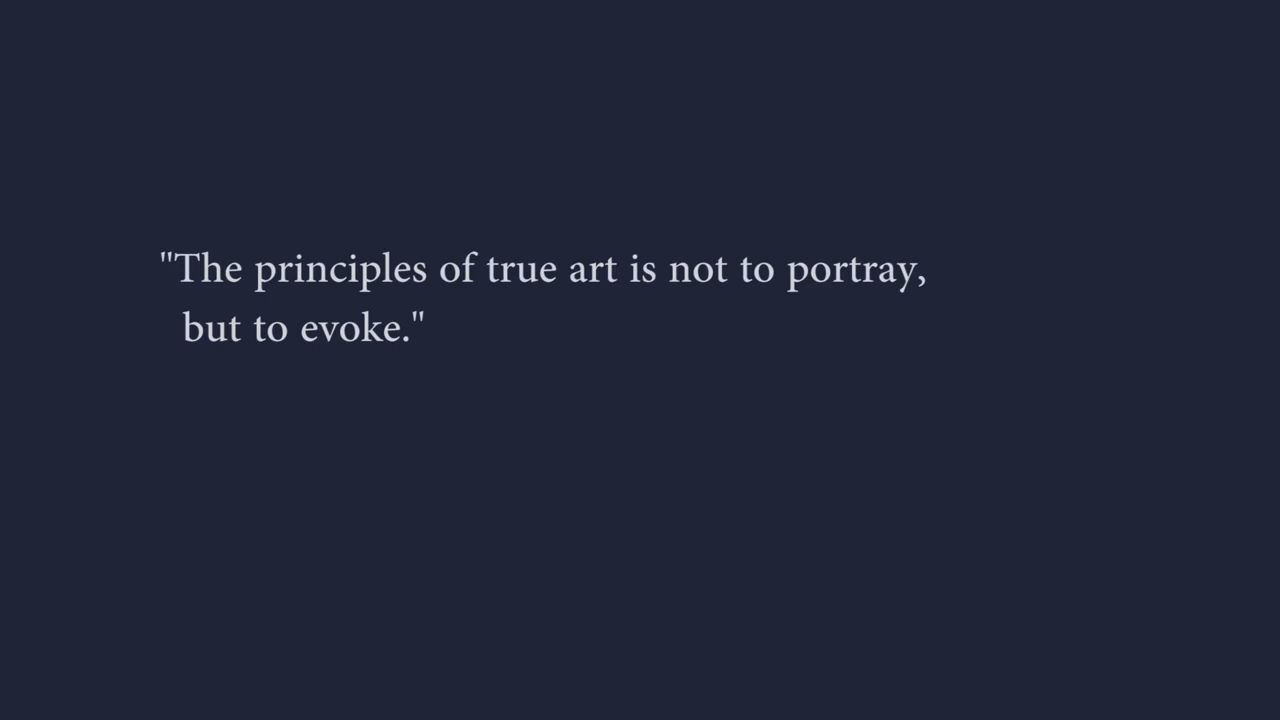 "The principles of true art is not to portray,
but to evoke."